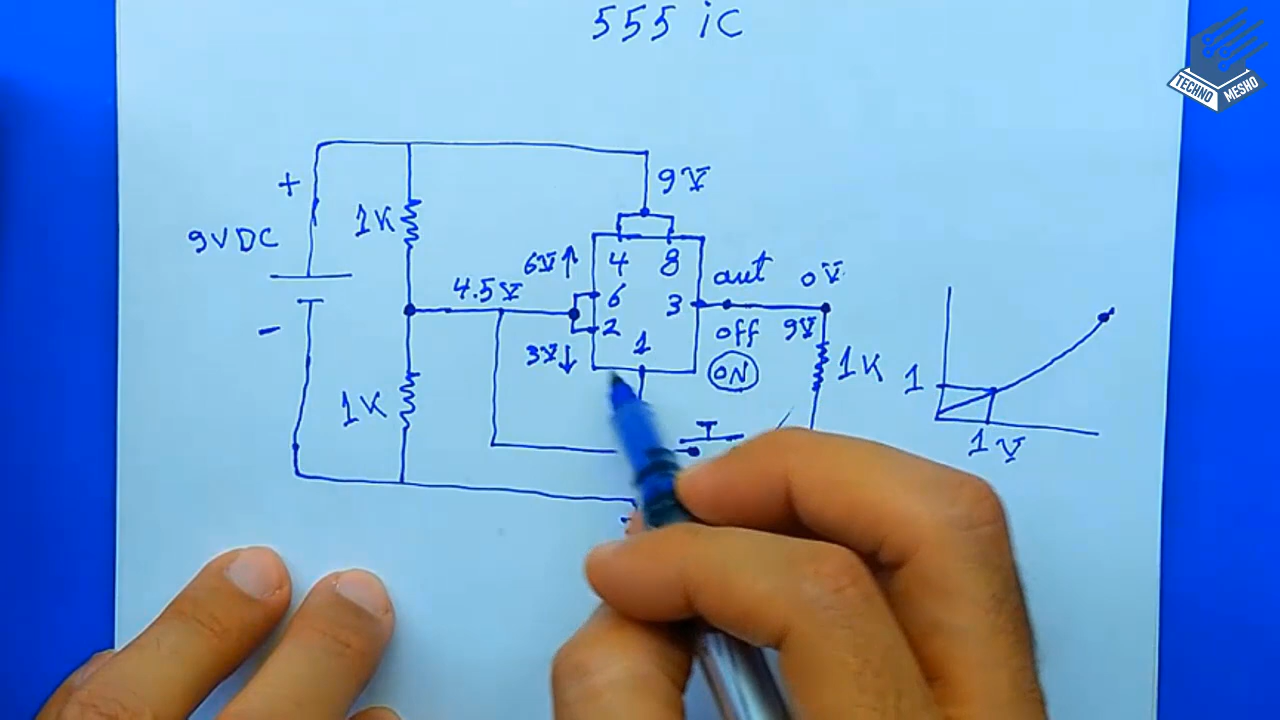 555 ic
TECHNO MESHO
+
9V
1K
9VDC
6V↑
4
8
out
0V
4.5V
6
3
2
off
9V
-
3V↓
1
ON
1K
1
1K
1V